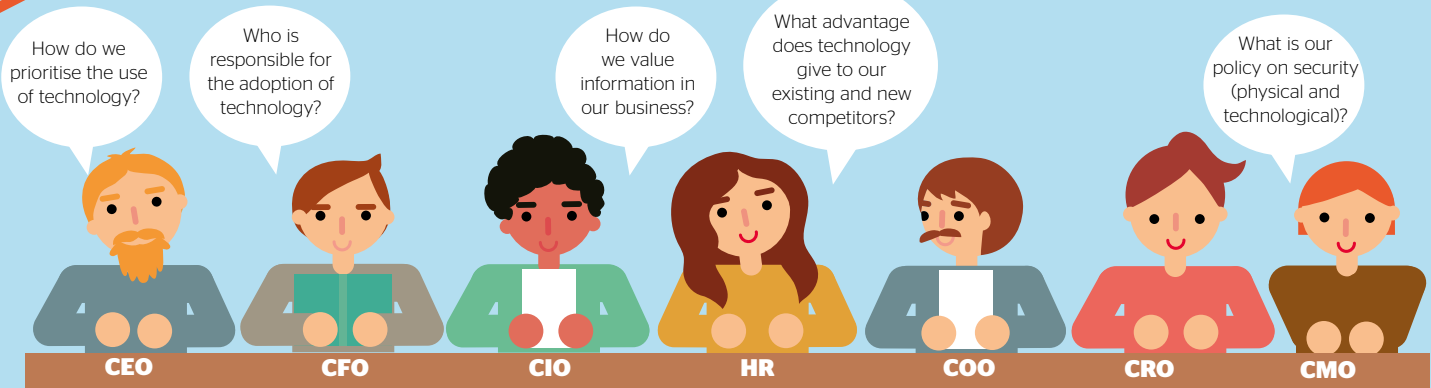 How do we
prioritise the use
of technology?
Who is
responsible for
the adoption of
technology?
How do
we value
information in
our business?
What advantage
does technology
give to our
existing and new
competitors?
What is our
policy on security
(physical and
technological)?
CEO
CFO
CIO
HR
COO
CRO
CMO